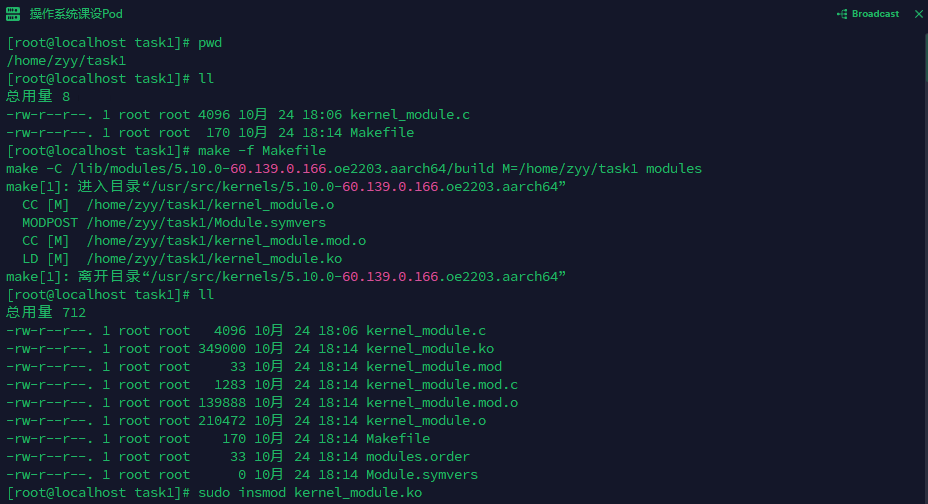 操作系统课设Pod
Broadcast
[root@localhost task1]# pwd
/home/zyy/task1
[root@localhost task1]# ll
总用量 8
-rw-r--r--. 1 root root 4096 10月 24 18:06 kernel_module.c
-rw-r--r--. 1 root root  170 10月 24 18:14 Makefile
[root@localhost task1]# make -f Makefile
make -C /lib/modules/5.10.0-60.139.0.166.oe2203.aarch64/build M=/home/zyy/task1 modules
make[1]: 进入目录“/usr/src/kernels/5.10.0-60.139.0.166.oe2203.aarch64”
  CC [M]  /home/zyy/task1/kernel_module.o
  MODPOST /home/zyy/task1/Module.symvers
  CC [M]  /home/zyy/task1/kernel_module.mod.o
  LD [M]  /home/zyy/task1/kernel_module.ko
make[1]: 离开目录“/usr/src/kernels/5.10.0-60.139.0.166.oe2203.aarch64”
[root@localhost task1]# ll
总用量 712
-rw-r--r--. 1 root root   4096 10月 24 18:06 kernel_module.c
-rw-r--r--. 1 root root 349000 10月 24 18:14 kernel_module.ko
-rw-r--r--. 1 root root     33 10月 24 18:14 kernel_module.mod
-rw-r--r--. 1 root root   1283 10月 24 18:14 kernel_module.mod.c
-rw-r--r--. 1 root root 139888 10月 24 18:14 kernel_module.mod.o
-rw-r--r--. 1 root root 210472 10月 24 18:14 kernel_module.o
-rw-r--r--. 1 root root    170 10月 24 18:14 Makefile
-rw-r--r--. 1 root root     33 10月 24 18:14 modules.order
-rw-r--r--. 1 root root      0 10月 24 18:14 Module.symvers
[root@localhost task1]# sudo insmod kernel_module.ko